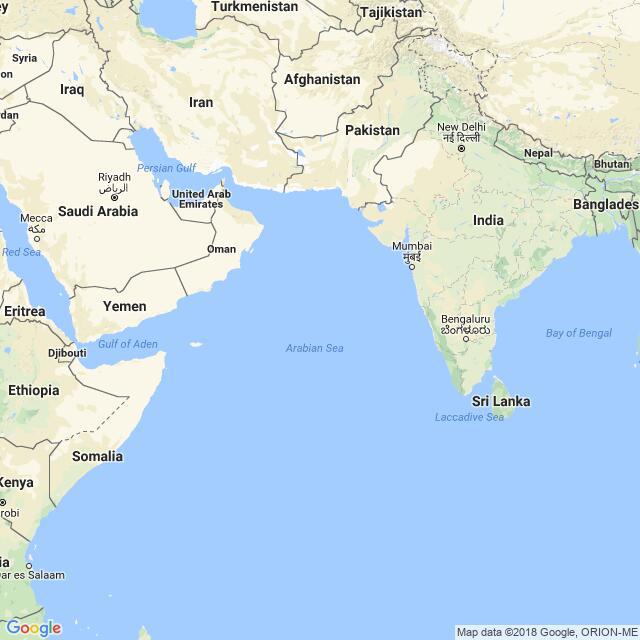 Turkmenistan
Tajikistan
Syria
Afghanistan
Iraq
Iran
Pakistan
New Delhi
नई दिल्ली
Nepal
Bhutan
Persian Gulf
Riyadh
الرياض
United Arab
Emirates
Saudi Arabia
Mecca
مكة
Bangladesh
India
Red Sea
Oman
Mumbai
मुंबई
Yemen
Eritrea
Bengaluru
ಬೆಂಗಳೂರು
Bay of Bengal
Gulf of Aden
Djibouti
Arabian Sea
Ethiopia
Sri Lanka
Laccadive Sea
Somalia
Kenya
robi
Dar es Salaam
Google
Map data ©2018 Google, ORION-ME